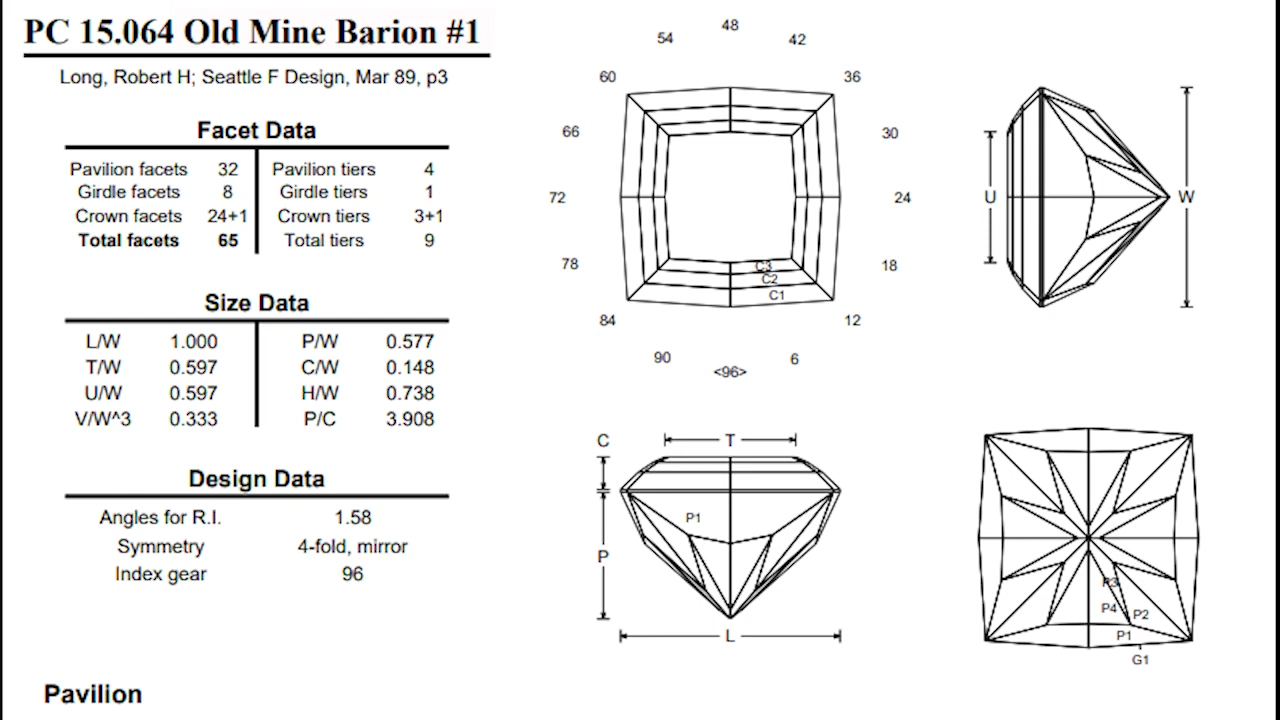 PC 15.064 Old Mine Barion #1
Long, Robert H; Seattle F Design, Mar 89, p3
Facet Data
Pavilion facets 32 Pavilion tiers 4
Girdle facets 8 Girdle tiers 1
Crown facets 24+1 Crown tiers 3+1
Total facets 65 Total tiers 9
Size Data
L/W 1.000 P/W 0.577
T/W 0.597 C/W 0.148
U/W 0.597 H/W 0.738
V/W^3 0.333 P/C 3.908
Design Data
Angles for R.I. 1.58
Symmetry 4-fold, mirror
Index gear 96
Pavilion
48
54 42
60 36
66 30
72 24
78 18
84 12
90 6
<96>
C3
C2
C1
U W
C T
P1
P
L
P3
P4 P2
P1
G1